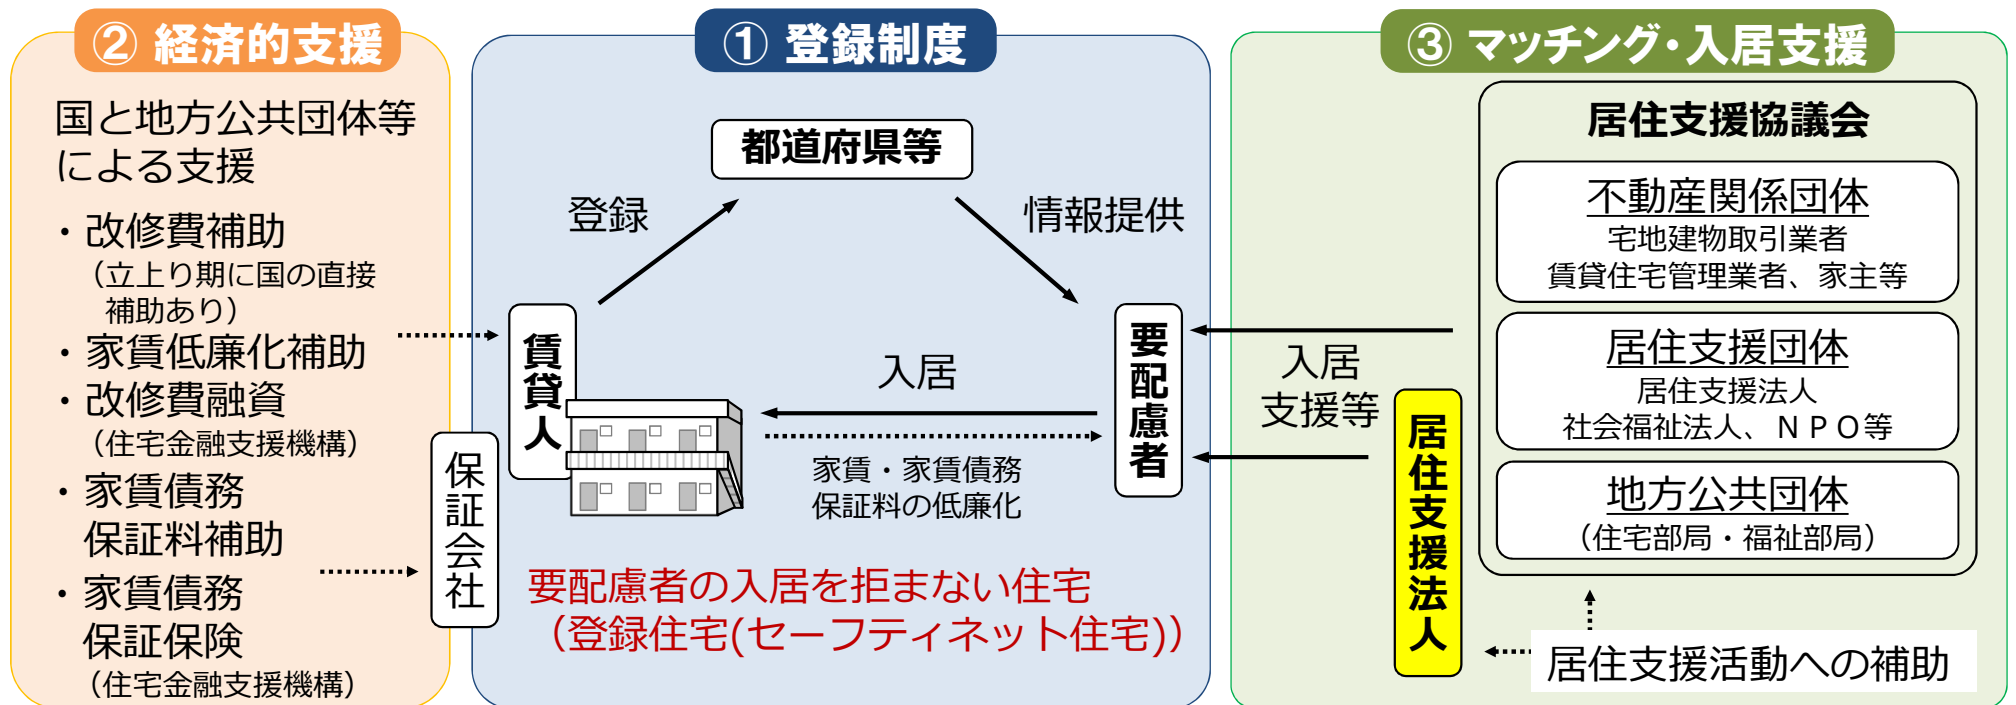 ② 経済的支援
国と地方公共団体等
による支援
・改修費補助
（立上り期に国の直接
補助あり）
・家賃低廉化補助
・改修費融資
（住宅金融支援機構）
・家賃債務
保証料補助
・家賃債務
保証保険
（住宅金融支援機構）
保証会社
① 登録制度
都道府県等
登録
情報提供
賃貸人
入居
要配慮者
家賃・家賃債務
保証料の低廉化
要配慮者の入居を拒まない住宅
（登録住宅(セーフティネット住宅)）
③ マッチング・入居支援
入居
支援等
居住支援法人
居住支援協議会
不動産関係団体
宅地建物取引業者
賃貸住宅管理業者、家主等
居住支援団体
居住支援法人
社会福祉法人、ＮＰＯ等
地方公共団体
（住宅部局・福祉部局）
居住支援活動への補助